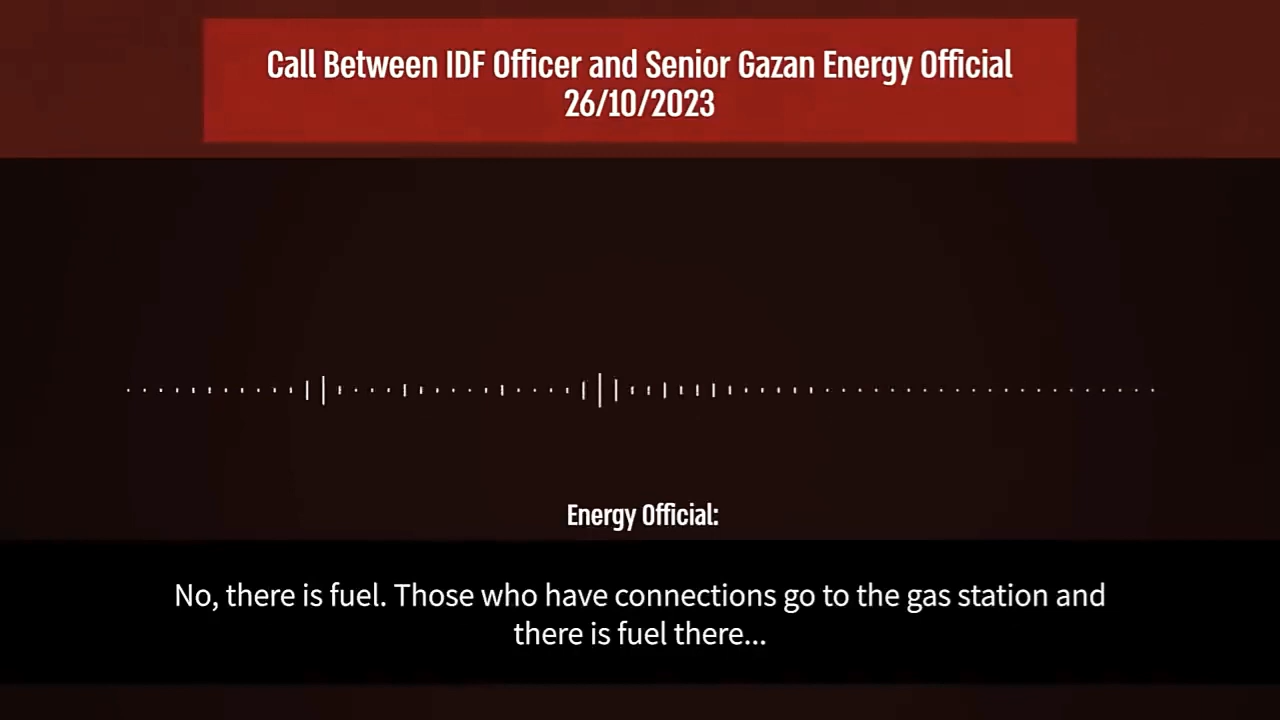 Call Between IDF Officer and Senior Gazan Energy Official
26/10/2023
Energy Official:
No, there is fuel. Those who have connections go to the gas station and
there is fuel there...